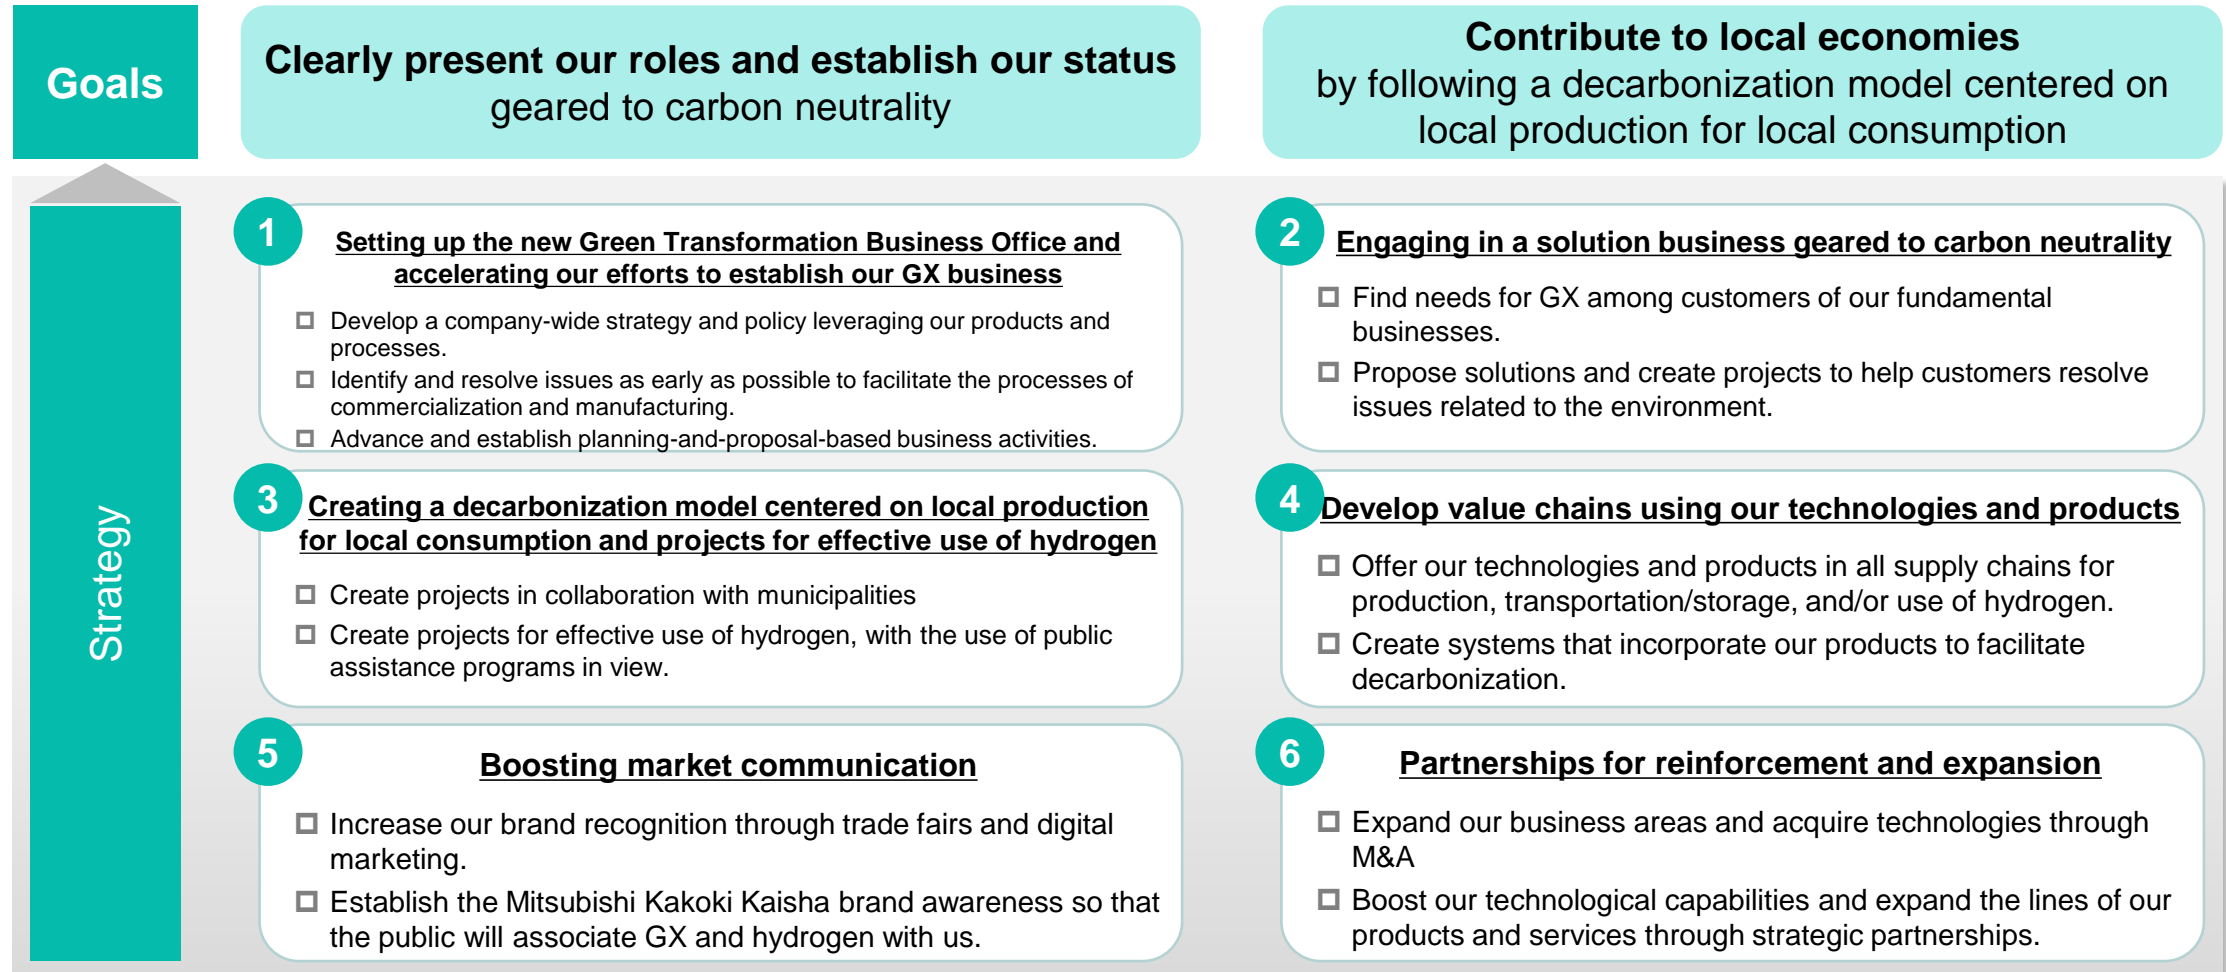 Goals
Clearly present our roles and establish our status
geared to carbon neutrality
Contribute to local economies
by following a decarbonization model centered on
local production for local consumption
Strategy
1
Setting up the new Green Transformation Business Office and
accelerating our efforts to establish our GX business
Develop a company-wide strategy and policy leveraging our products and
processes.
Identify and resolve issues as early as possible to facilitate the processes of
commercialization and manufacturing.
Advance and establish planning-and-proposal-based business activities.
2
Engaging in a solution business geared to carbon neutrality
Find needs for GX among customers of our fundamental
businesses.
Propose solutions and create projects to help customers resolve
issues related to the environment.
3
Creating a decarbonization model centered on local production
for local consumption and projects for effective use of hydrogen
Create projects in collaboration with municipalities
Create projects for effective use of hydrogen, with the use of public
assistance programs in view.
4
Develop value chains using our technologies and products
Offer our technologies and products in all supply chains for
production, transportation/storage, and/or use of hydrogen.
Create systems that incorporate our products to facilitate
decarbonization.
5
Boosting market communication
Increase our brand recognition through trade fairs and digital
marketing.
Establish the Mitsubishi Kakoki Kaisha brand awareness so that
the public will associate GX and hydrogen with us.
6
Partnerships for reinforcement and expansion
Expand our business areas and acquire technologies through
M&A
Boost our technological capabilities and expand the lines of our
products and services through strategic partnerships.